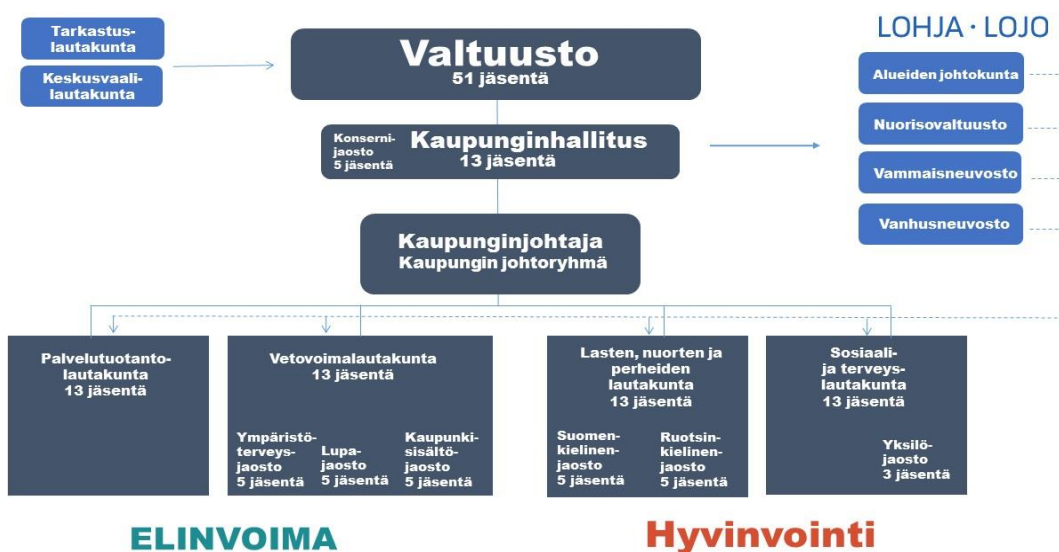 Tarkastus-
lautakunta
Keskusvaali-
lautakunta
Valtuusto
51 jäsentä
LOHJA · LOJO
Alueiden johtokunta
Nuorisovaltuusto
Vammaisneuvosto
Vanhusneuvosto
Konserni-
jaosto
5 jäsentä
Kaupunginhallitus
13 jäsentä
Kaupunginjohtaja
Kaupungin johtoryhmä
Palvelutuotanto-
lautakunta
13 jäsentä
Vetovoimalautakunta
13 jäsentä
Ympäristö-
terveys-
jaosto
5 jäsentä
Lupa-
jaosto
5 jäsentä
Kaupunki-
sisältö-
jaosto
5 jäsentä
Lasten, nuorten ja
perheiden
lautakunta
13 jäsentä
Suomen-
kielinen-
jaosto
5 jäsentä
Ruotsin-
kielinen-
jaosto
5 jäsentä
Sosiaali-
ja terveys-
lautakunta
13 jäsentä
Yksilö-
jaosto
3 jäsentä
ELINVOIMA
Hyvinvointi